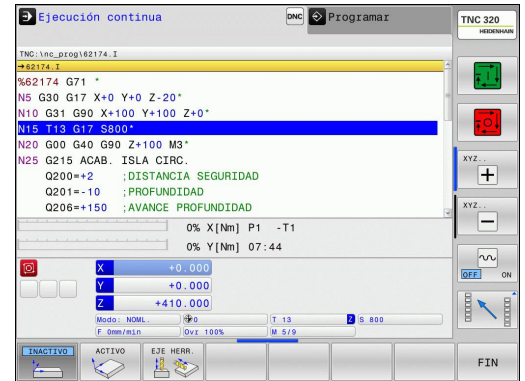 Ejecución continua
DNC
Programar
TNC 320
HEIDENHAIN
TNC:\nc_prog\62174.I
→62174.I
%62174 G71 *
N5 G30 G17 X+0 Y+0 Z-20*
N10 G31 G90 X+100 Y+100 Z+0*
N15 T13 G17 S800*
N20 G00 G40 G90 Z+100 M3*
N25 G215 ACAB. ISLA CIRC.
Q200=+2 ;DISTANCIA SEGURIDAD
Q201=-10 ;PROFUNDIDAD
Q206=+150 ;AVANCE PROFUNDIDAD
0% X[Nm] P1 -T1
0% Y[Nm] 07:44
X +0.000
Y +0.000
Z +410.000
Modo: NOML. 0 T 13 Z S 800
F 0mm/min Ovr 100% M 5/9
XYZ..
+
XYZ..
−
OFF ON
INACTIVO
ACTIVO
EJE HERR.
FIN